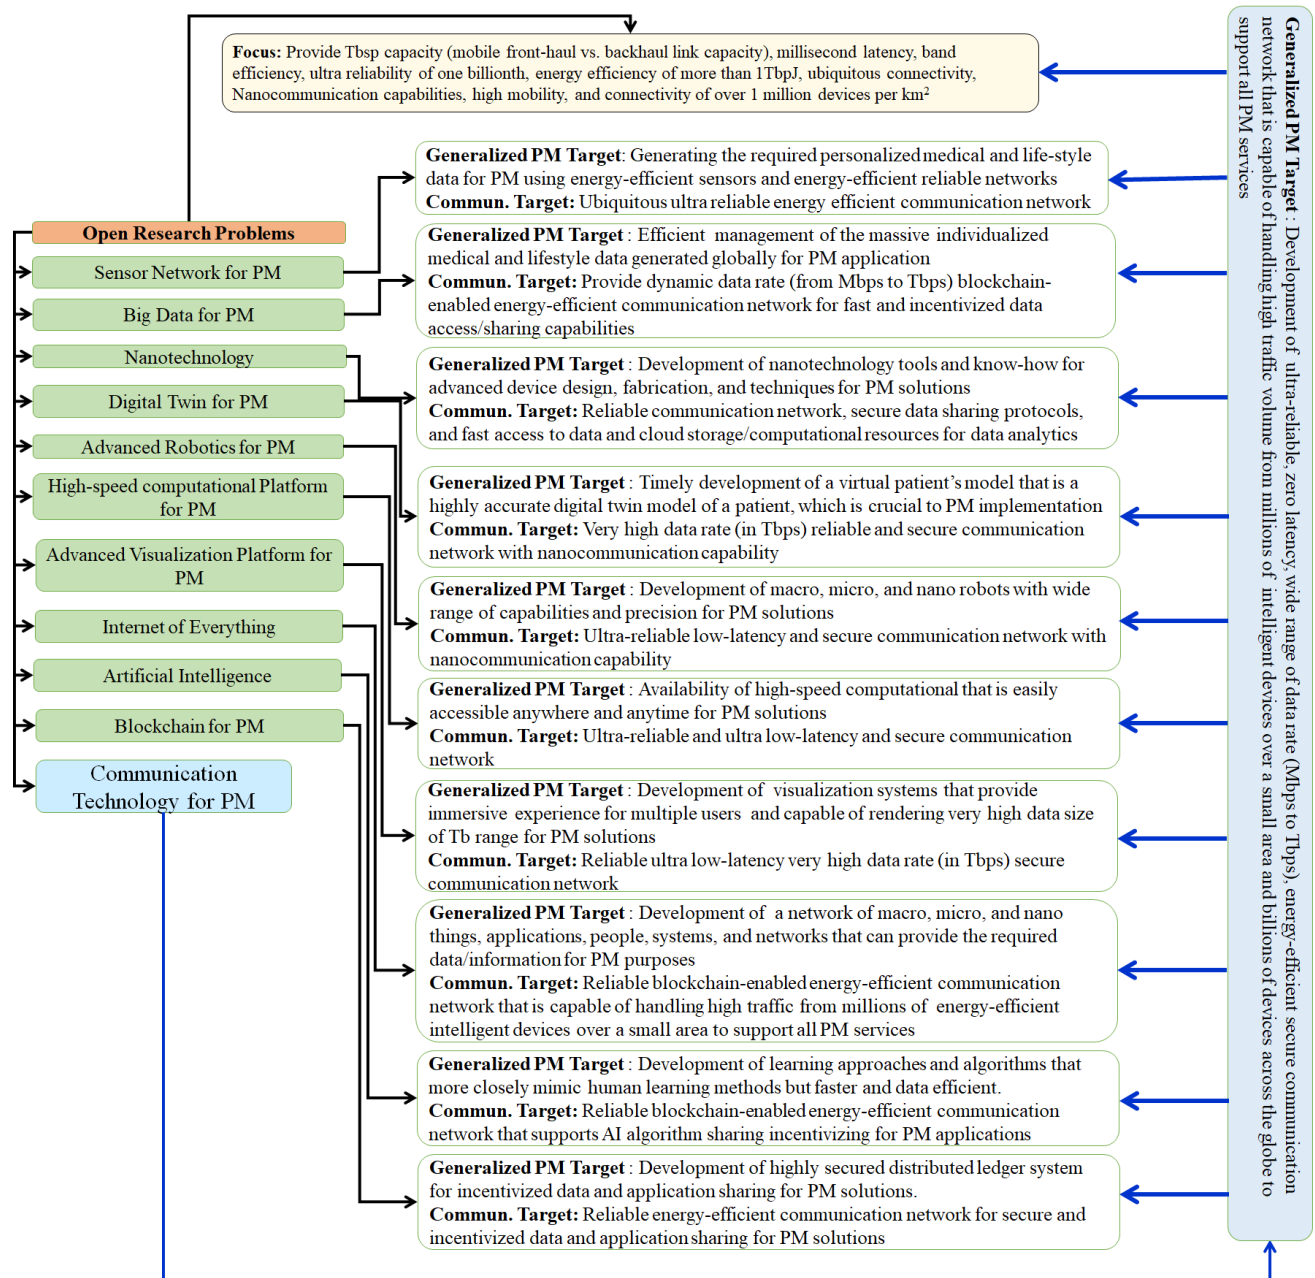 Focus: Provide Tbsp capacity (mobile front-haul vs. backhaul link capacity), millisecond latency, band
efficiency, ultra reliability of one billionth, energy efficiency of more than 1TbpJ, ubiquitous connectivity,
Nanocommunication capabilities, high mobility, and connectivity of over 1 million devices per km²
Open Research Problems
Sensor Network for PM
Big Data for PM
Nanotechnology
Digital Twin for PM
Advanced Robotics for PM
High-speed computational Platform
for PM
Advanced Visualization Platform for
PM
Internet of Everything
Artificial Intelligence
Blockchain for PM
Communication
Technology for PM
Generalized PM Target: Generating the required personalized medical and life-style
data for PM using energy-efficient sensors and energy-efficient reliable networks
Commun. Target: Ubiquitous ultra reliable energy efficient communication network
Generalized PM Target : Efficient management of the massive individualized
medical and lifestyle data generated globally for PM application
Commun. Target: Provide dynamic data rate (from Mbps to Tbps) blockchain-
enabled energy-efficient communication network for fast and incentivized data
access/sharing capabilities
Generalized PM Target : Development of nanotechnology tools and know-how for
advanced device design, fabrication, and techniques for PM solutions
Commun. Target: Reliable communication network, secure data sharing protocols,
and fast access to data and cloud storage/computational resources for data analytics
Generalized PM Target : Timely development of a virtual patient's model that is a
highly accurate digital twin model of a patient, which is crucial to PM implementation
Commun. Target: Very high data rate (in Tbps) reliable and secure communication
network with nanocommunication capability
Generalized PM Target : Development of macro, micro, and nano robots with wide
range of capabilities and precision for PM solutions
Commun. Target: Ultra-reliable low-latency and secure communication network with
nanocommunication capability
Generalized PM Target : Availability of high-speed computational that is easily
accessible anywhere and anytime for PM solutions
Commun. Target: Ultra-reliable and ultra low-latency and secure communication
network
Generalized PM Target : Development of visualization systems that provide
immersive experience for multiple users and capable of rendering very high data size
of Tb range for PM solutions
Commun. Target: Reliable ultra low-latency very high data rate (in Tbps) secure
communication network
Generalized PM Target : Development of a network of macro, micro, and nano
things, applications, people, systems, and networks that can provide the required
data/information for PM purposes
Commun. Target: Reliable blockchain-enabled energy-efficient communication
network that is capable of handling high traffic from millions of energy-efficient
intelligent devices over a small area to support all PM services
Generalized PM Target : Development of learning approaches and algorithms that
more closely mimic human learning methods but faster and data efficient.
Commun. Target: Reliable blockchain-enabled energy-efficient communication
network that supports AI algorithm sharing incentivizing for PM applications
Generalized PM Target : Development of highly secured distributed ledger system
for incentivized data and application sharing for PM solutions.
Commun. Target: Reliable energy-efficient communication network for secure and
incentivized data and application sharing for PM solutions
Generalized PM Target : Development of ultra-reliable, zero latency, wide range of data rate (Mbps to Tbps), energy-efficient secure communication
network that is capable of handling high traffic volume from millions of intelligent devices over a small area and billions of devices across the globe to
support all PM services